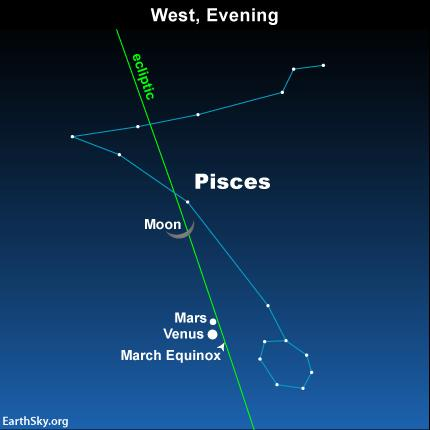 West, Evening
ecliptic
Pisces
Moon
Mars
Venus
March Equinox
EarthSky.org